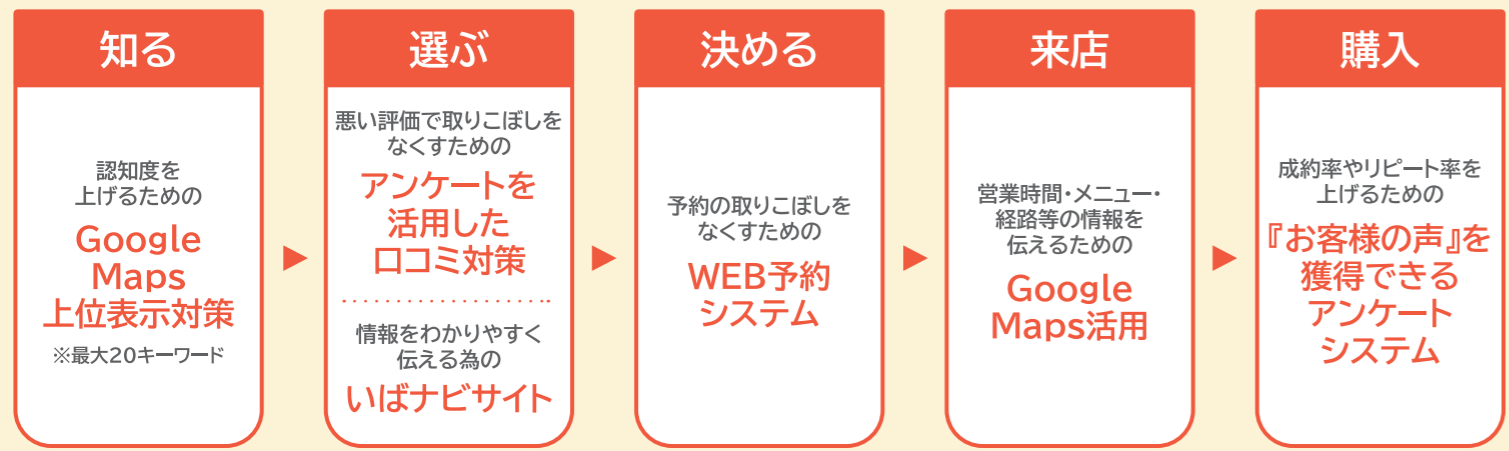 知る
認知度を
上げるための
Google
Maps
上位表示対策
※最大20キーワード
選ぶ
悪い評価で取りこぼしを
なくすための
アンケートを
活用した
口コミ対策
情報をわかりやすく
伝える為の
いばナビサイト
決める
予約の取りこぼしを
なくすための
WEB予約
システム
来店
営業時間・メニュー・
経路等の情報を
伝えるための
Google
Maps活用
購入
成約率やリピート率を
上げるための
『お客様の声』を
獲得できる
アンケート
システム